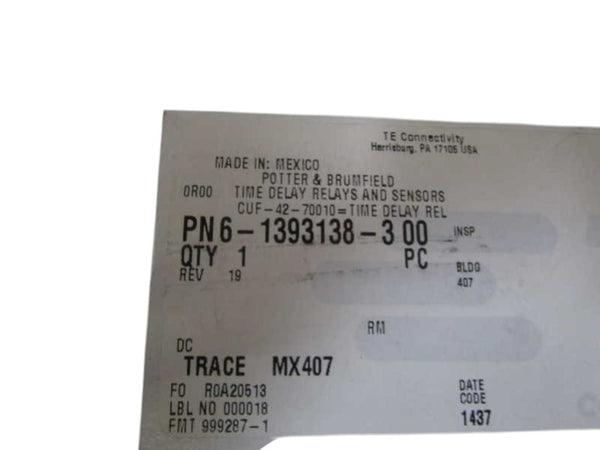 TE Connectivity
Harrisburg, PA 17105 USA
MADE IN: MEXICO
POTTER & BRUMFIELD
0R00 TIME DELAY RELAYS AND SENSORS
CUF-42-70010=TIME DELAY REL
PN 6-1393138-3 00 INSP
QTY 1 PC BLDG
REV 19 407
RM
DC
TRACE MX407
FO R0A20513 DATE
LBL NO 000018 CODE
FMT 999287-1 1437